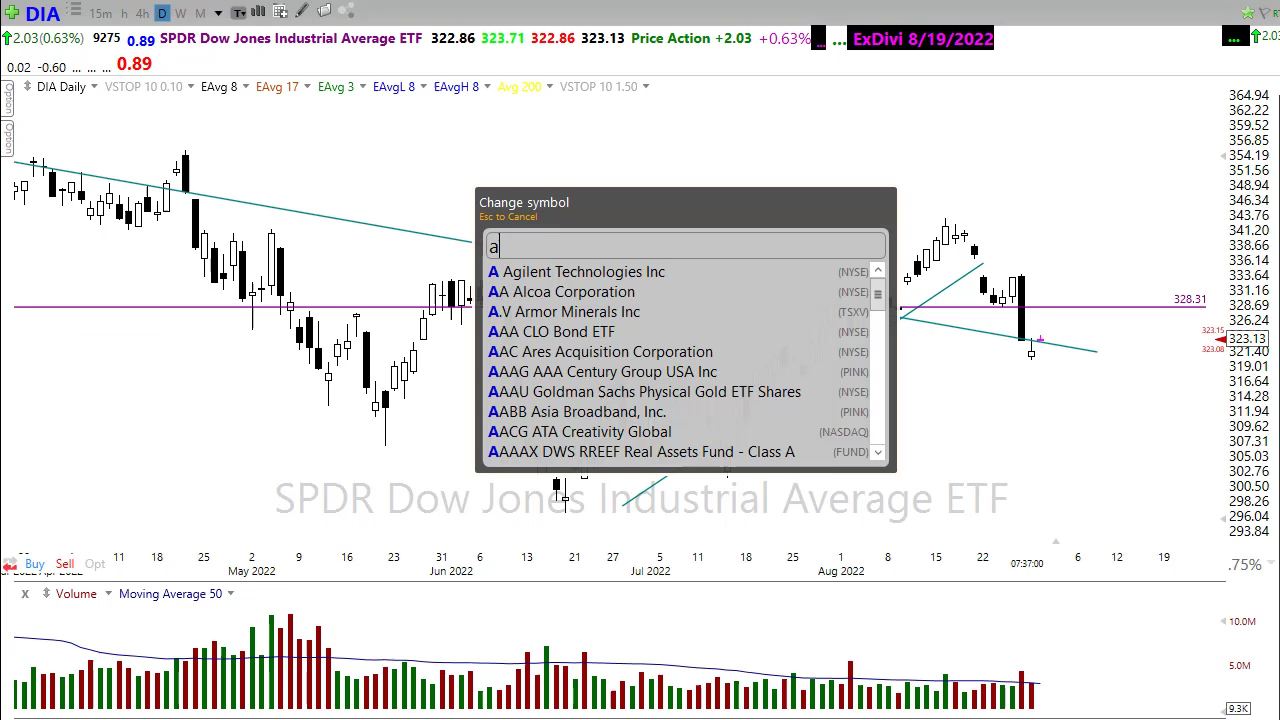 DIA 15m h 4h D W M T
2.03(0.63%) 9275 0.89 SPDR Dow Jones Industrial Average ETF 322.86 323.71 322.86 323.13 Price Action +2.03 +0.63% ... ... ExDivi 8/19/2022 ... 2.03
0.02 -0.60 ... ... ... 0.89
Option
Option
DIA Daily VSTOP 10 0.10 EAvg 8 EAvg 17 EAvg 3 EAvgL 8 EAvgH 8 Avg 200 VSTOP 10 1.50
364.94
362.22
359.52
356.85
354.19
351.56
348.94
346.34
343.76
341.20
338.66
336.14
333.64
331.16
328.31
328.69
326.24
323.15
323.13
323.08
321.40
319.01
316.64
314.28
311.94
309.62
307.31
305.03
302.76
300.50
298.26
296.04
293.84
Change symbol
Esc to Cancel
a
A Agilent Technologies Inc (NYSE)
AA Alcoa Corporation (NYSE)
A.V Armor Minerals Inc (TSXV)
AAA CLO Bond ETF (NYSE)
AAC Ares Acquisition Corporation (NYSE)
AAAG AAA Century Group USA Inc (PINK)
AAAU Goldman Sachs Physical Gold ETF Shares (NYSE)
AABB Asia Broadband, Inc. (PINK)
AACG ATA Creativity Global (NASDAQ)
AAAAX DWS RREEF Real Assets Fund - Class A (FUND)
SPDR Dow Jones Industrial Average ETF
11 18 25 2 9 16 23 31 6 14 21 27 5 11 18 25 1 8 15 22 6 12 19
Buy Sell Opt 07:37:00 .75%
Apr 2022 May 2022 Jun 2022 Jul 2022 Aug 2022
x Volume Moving Average 50
10.0M
5.0M
9.3K